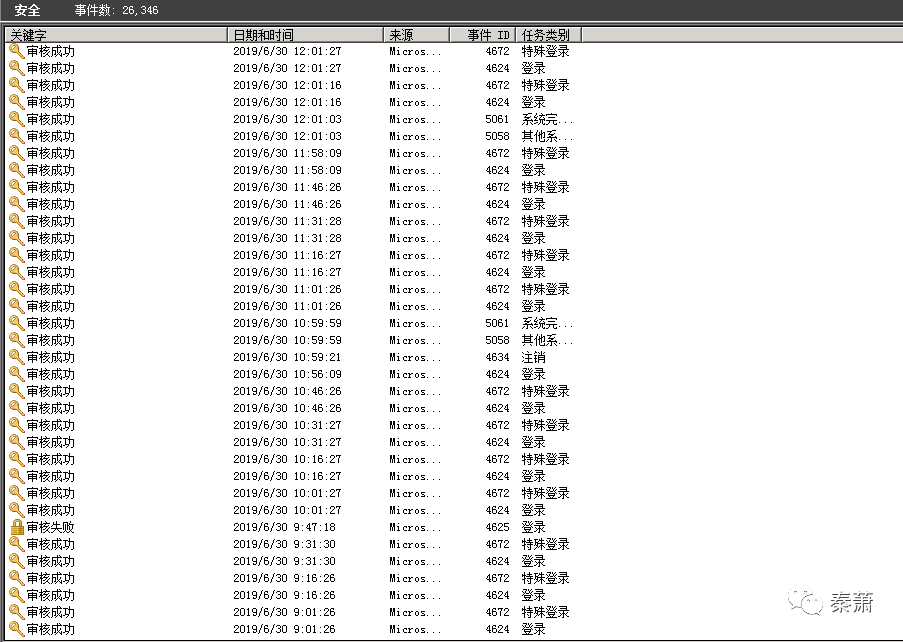 安全 事件数: 26,346
关键字 日期和时间 来源 事件 ID 任务类别
审核成功 2019/6/30 12:01:27 Micros... 4672 特殊登录
审核成功 2019/6/30 12:01:27 Micros... 4624 登录
审核成功 2019/6/30 12:01:16 Micros... 4672 特殊登录
审核成功 2019/6/30 12:01:16 Micros... 4624 登录
审核成功 2019/6/30 12:01:03 Micros... 5061 系统完...
审核成功 2019/6/30 12:01:03 Micros... 5058 其他系...
审核成功 2019/6/30 11:58:09 Micros... 4672 特殊登录
审核成功 2019/6/30 11:58:09 Micros... 4624 登录
审核成功 2019/6/30 11:46:26 Micros... 4672 特殊登录
审核成功 2019/6/30 11:46:26 Micros... 4624 登录
审核成功 2019/6/30 11:31:28 Micros... 4672 特殊登录
审核成功 2019/6/30 11:31:28 Micros... 4624 登录
审核成功 2019/6/30 11:16:27 Micros... 4672 特殊登录
审核成功 2019/6/30 11:16:27 Micros... 4624 登录
审核成功 2019/6/30 11:01:26 Micros... 4672 特殊登录
审核成功 2019/6/30 11:01:26 Micros... 4624 登录
审核成功 2019/6/30 10:59:59 Micros... 5061 系统完...
审核成功 2019/6/30 10:59:59 Micros... 5058 其他系...
审核成功 2019/6/30 10:59:21 Micros... 4634 注销
审核成功 2019/6/30 10:56:09 Micros... 4624 登录
审核成功 2019/6/30 10:46:26 Micros... 4672 特殊登录
审核成功 2019/6/30 10:46:26 Micros... 4624 登录
审核成功 2019/6/30 10:31:27 Micros... 4672 特殊登录
审核成功 2019/6/30 10:31:27 Micros... 4624 登录
审核成功 2019/6/30 10:16:27 Micros... 4672 特殊登录
审核成功 2019/6/30 10:16:27 Micros... 4624 登录
审核成功 2019/6/30 10:01:27 Micros... 4672 特殊登录
审核成功 2019/6/30 10:01:27 Micros... 4624 登录
审核失败 2019/6/30 9:47:18 Micros... 4625 登录
审核成功 2019/6/30 9:31:30 Micros... 4672 特殊登录
审核成功 2019/6/30 9:31:30 Micros... 4624 登录
审核成功 2019/6/30 9:16:26 Micros... 4672 特殊登录
审核成功 2019/6/30 9:16:26 Micros... 4624 登录
审核成功 2019/6/30 9:01:26 Micros... 4672 特殊登录
审核成功 2019/6/30 9:01:26 Micros... 4624 登录
秦萧